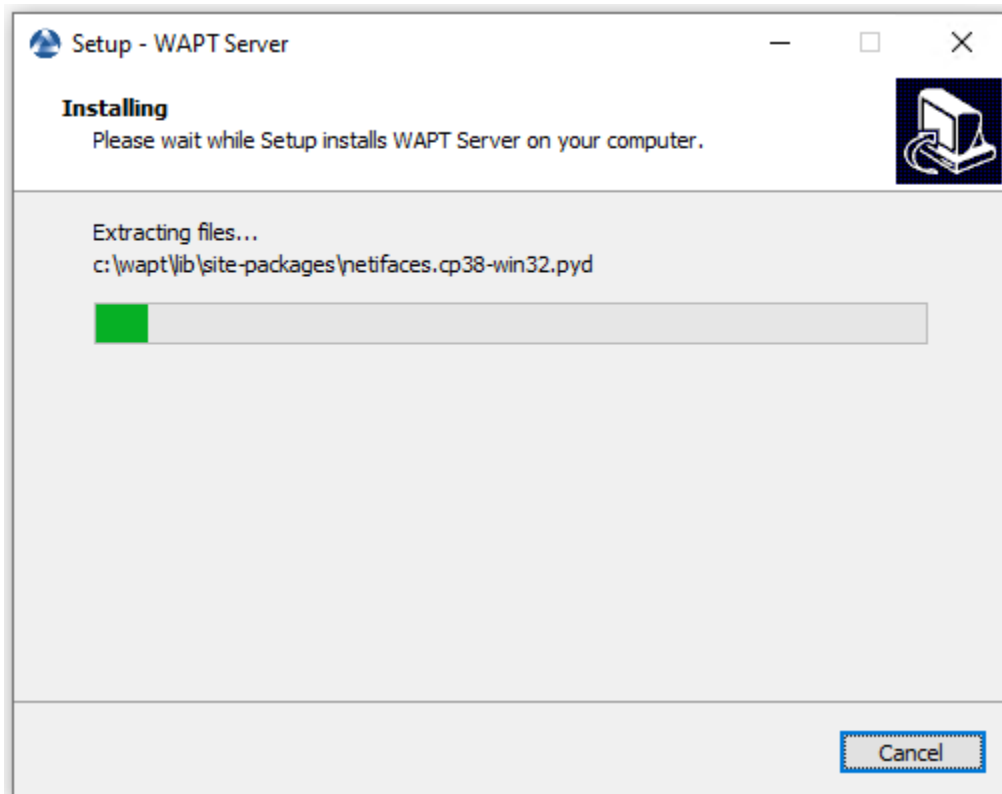 Setup - WAPT Server
Installing
Please wait while Setup installs WAPT Server on your computer.
Extracting files...
c:\wapt\lib\site-packages\netifaces.cp38-win32.pyd
Cancel